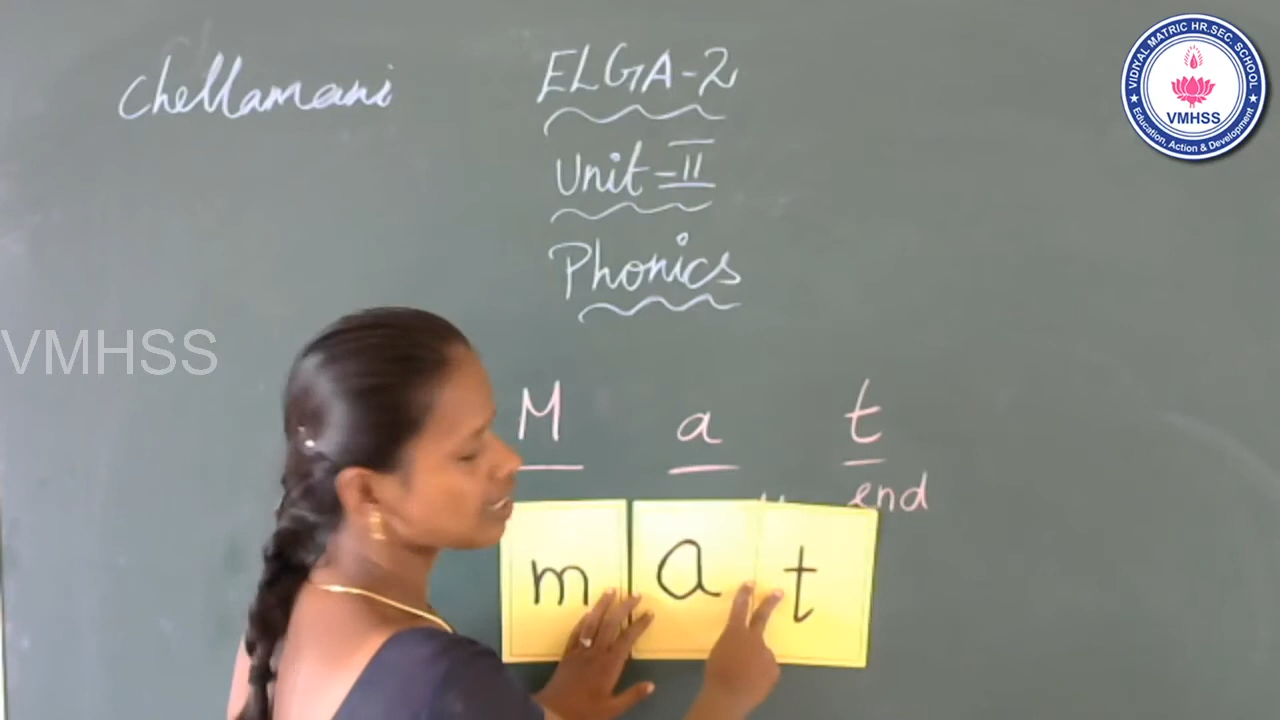 Chellamani
ELGA-2
Unit-II
Phonics
M a t
end
m a t
VMHSS
VIDIYAL MATRIC HR.SEC. SCHOOL
VMHSS
Education, Action & Development